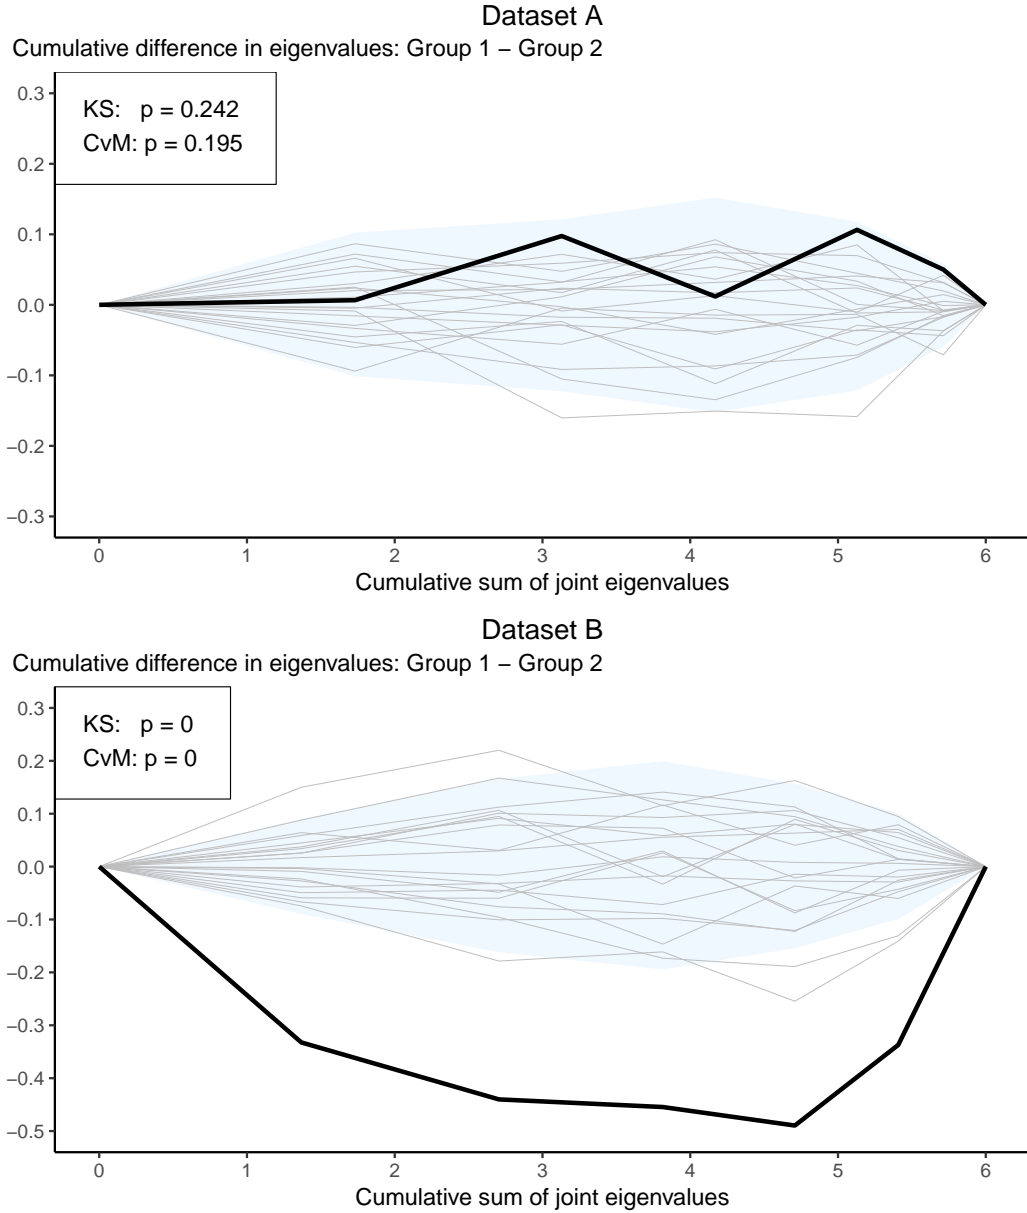 Dataset A
Cumulative difference in eigenvalues: Group 1 − Group 2
KS: p = 0.242
CvM: p = 0.195
0.3
0.2
0.1
0.0
−0.1
−0.2
−0.3
0 1 2 3 4 5 6
Cumulative sum of joint eigenvalues
Dataset B
Cumulative difference in eigenvalues: Group 1 − Group 2
KS: p = 0
CvM: p = 0
0.3
0.2
0.1
0.0
−0.1
−0.2
−0.3
−0.4
−0.5
0 1 2 3 4 5 6
Cumulative sum of joint eigenvalues